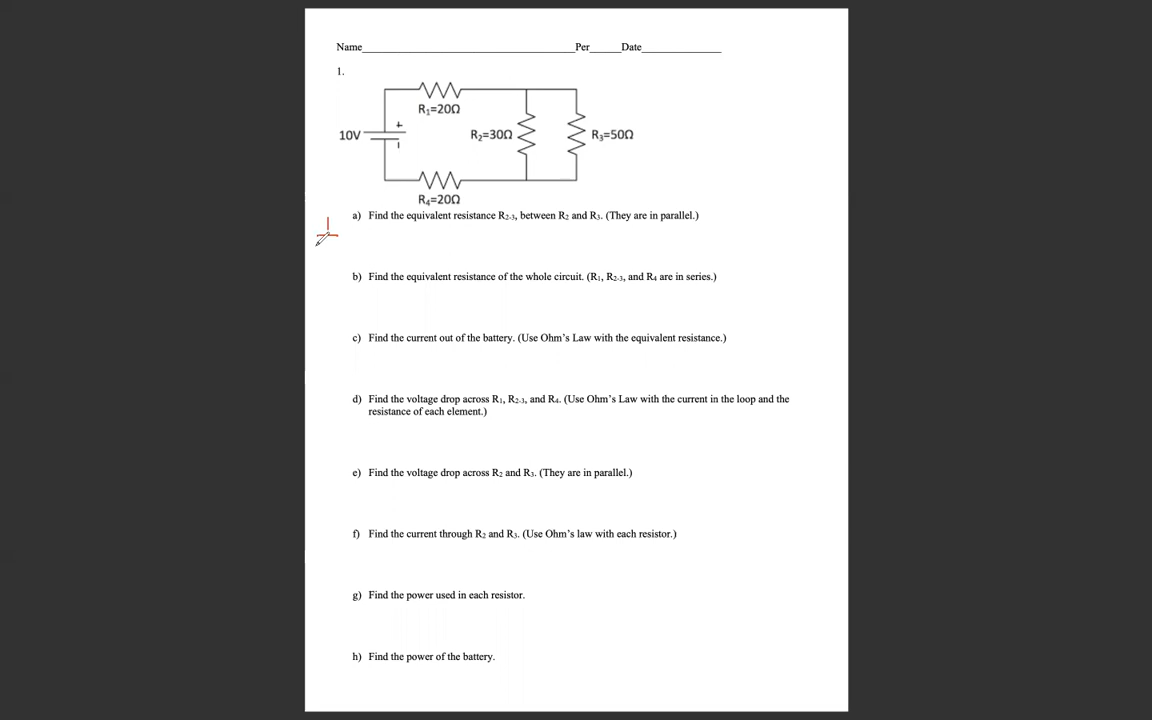 Name____________________Per______Date______________
1.
R₁=20Ω
10V
+
R₂=30Ω
R₃=50Ω
R₄=20Ω
a) Find the equivalent resistance R₂₋₃, between R₂ and R₃. (They are in parallel.)
b) Find the equivalent resistance of the whole circuit. (R₁, R₂₋₃, and R₄ are in series.)
c) Find the current out of the battery. (Use Ohm's Law with the equivalent resistance.)
d) Find the voltage drop across R₁, R₂₋₃, and R₄. (Use Ohm's Law with the current in the loop and the
resistance of each element.)
e) Find the voltage drop across R₂ and R₃. (They are in parallel.)
f) Find the current through R₂ and R₃. (Use Ohm's law with each resistor.)
g) Find the power used in each resistor.
h) Find the power of the battery.